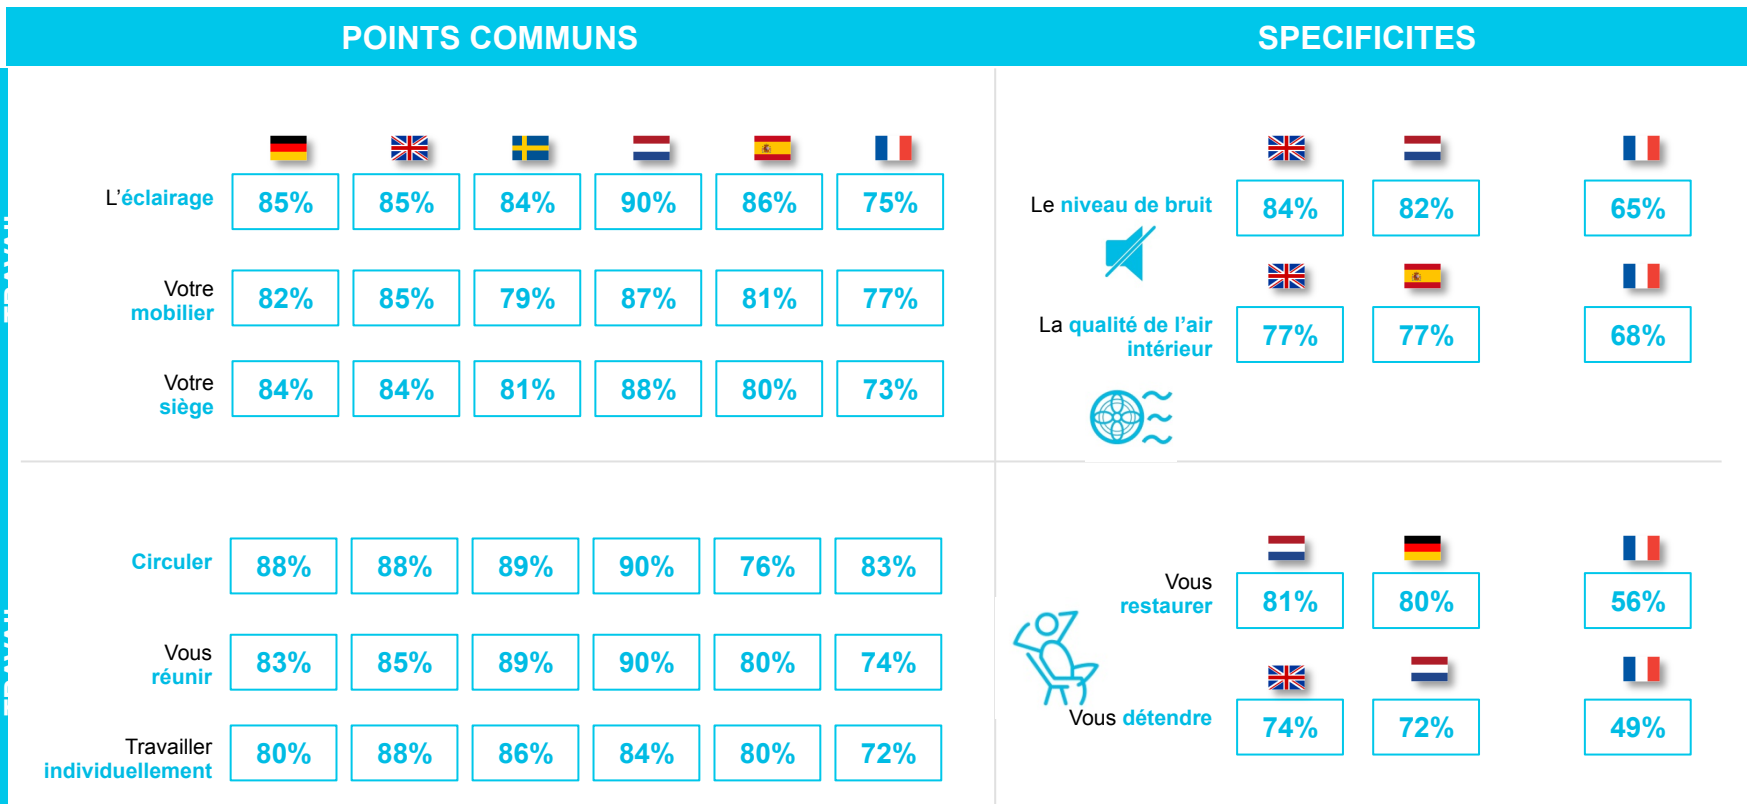 POINTS COMMUNS
SPECIFICITES
L'éclairage 85% 85% 84% 90% 86% 75%
Votre
mobilier 82% 85% 79% 87% 81% 77%
Votre
siège 84% 84% 81% 88% 80% 73%
Le niveau de bruit 84% 82% 65%
La qualité de l'air
intérieur 77% 77% 68%
Circuler 88% 88% 89% 90% 76% 83%
Vous
réunir 83% 85% 89% 90% 80% 74%
Travailler
individuellement 80% 88% 86% 84% 80% 72%
Vous
restaurer 81% 80% 56%
Vous détendre 74% 72% 49%